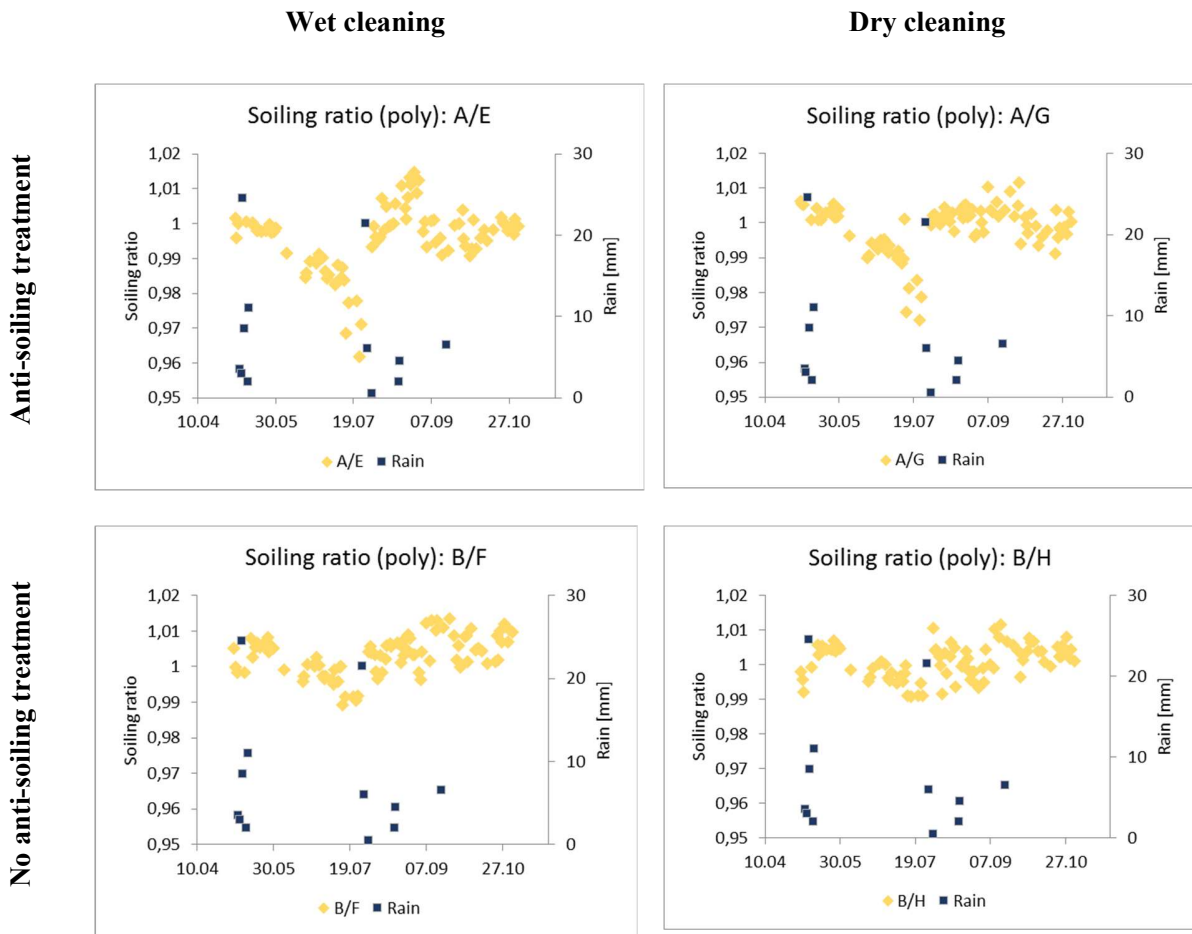 Wet cleaning
Dry cleaning
Anti-soiling treatment
Soiling ratio (poly): A/E
1,02
1,01
1
0,99
0,98
0,97
0,96
0,95
Soiling ratio
30
20
10
0
Rain [mm]
10.04 30.05 19.07 07.09 27.10
A/E Rain
Soiling ratio (poly): A/G
1,02
1,01
1
0,99
0,98
0,97
0,96
0,95
Soiling ratio
30
20
10
0
Rain [mm]
10.04 30.05 19.07 07.09 27.10
A/G Rain
No anti-soiling treatment
Soiling ratio (poly): B/F
1,02
1,01
1
0,99
0,98
0,97
0,96
0,95
Soiling ratio
30
20
10
0
Rain [mm]
10.04 30.05 19.07 07.09 27.10
B/F Rain
Soiling ratio (poly): B/H
1,02
1,01
1
0,99
0,98
0,97
0,96
0,95
Soiling ratio
30
20
10
0
Rain [mm]
10.04 30.05 19.07 07.09 27.10
B/H Rain